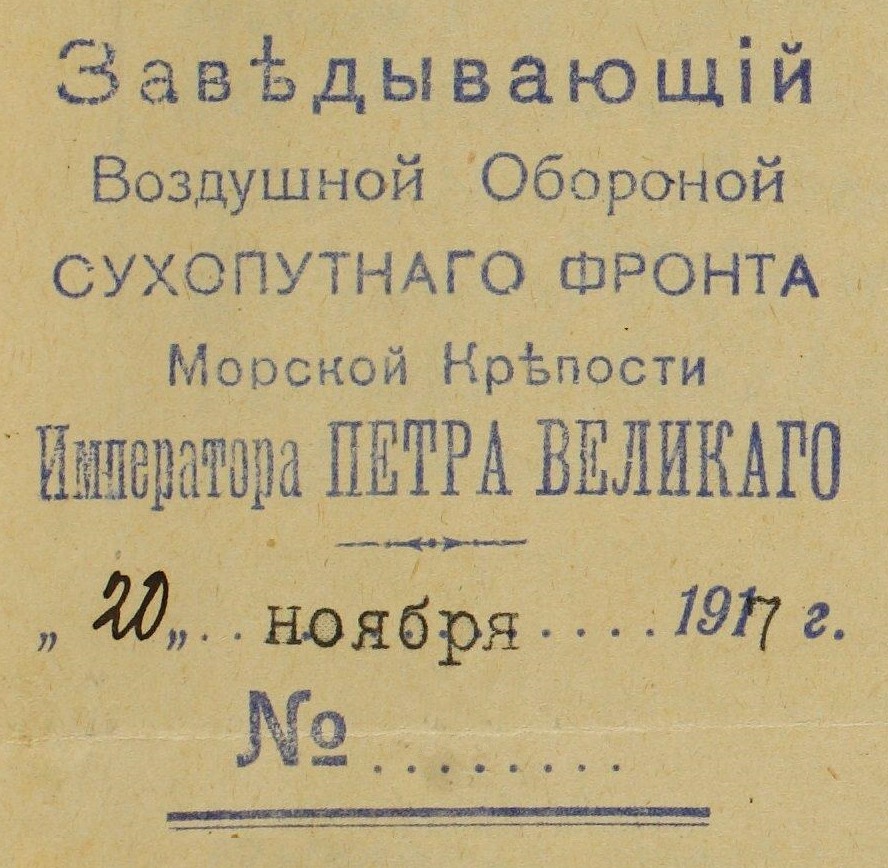 Завѣдывающій
Воздушной Обороной
СУХОПУТНАГО ФРОНТА
Морской Крѣпости
Императора ПЕТРА ВЕЛИКАГО
„ 20 „ . . ноября . . . . 1917 г.
№ . . . . . . . . .